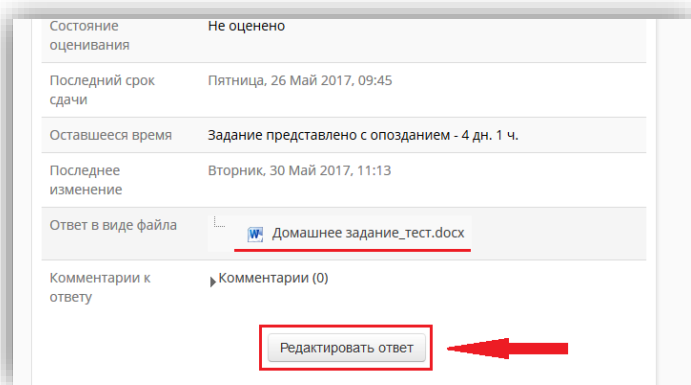 Состояние Не оценено
оценивания
Последний срок Пятница, 26 Май 2017, 09:45
сдачи
Оставшееся время Задание представлено с опозданием - 4 дн. 1 ч.
Последнее Вторник, 30 Май 2017, 11:13
изменение
Ответ в виде файла Домашнее задание_тест.docx
Комментарии к Комментарии (0)
ответу
Редактировать ответ